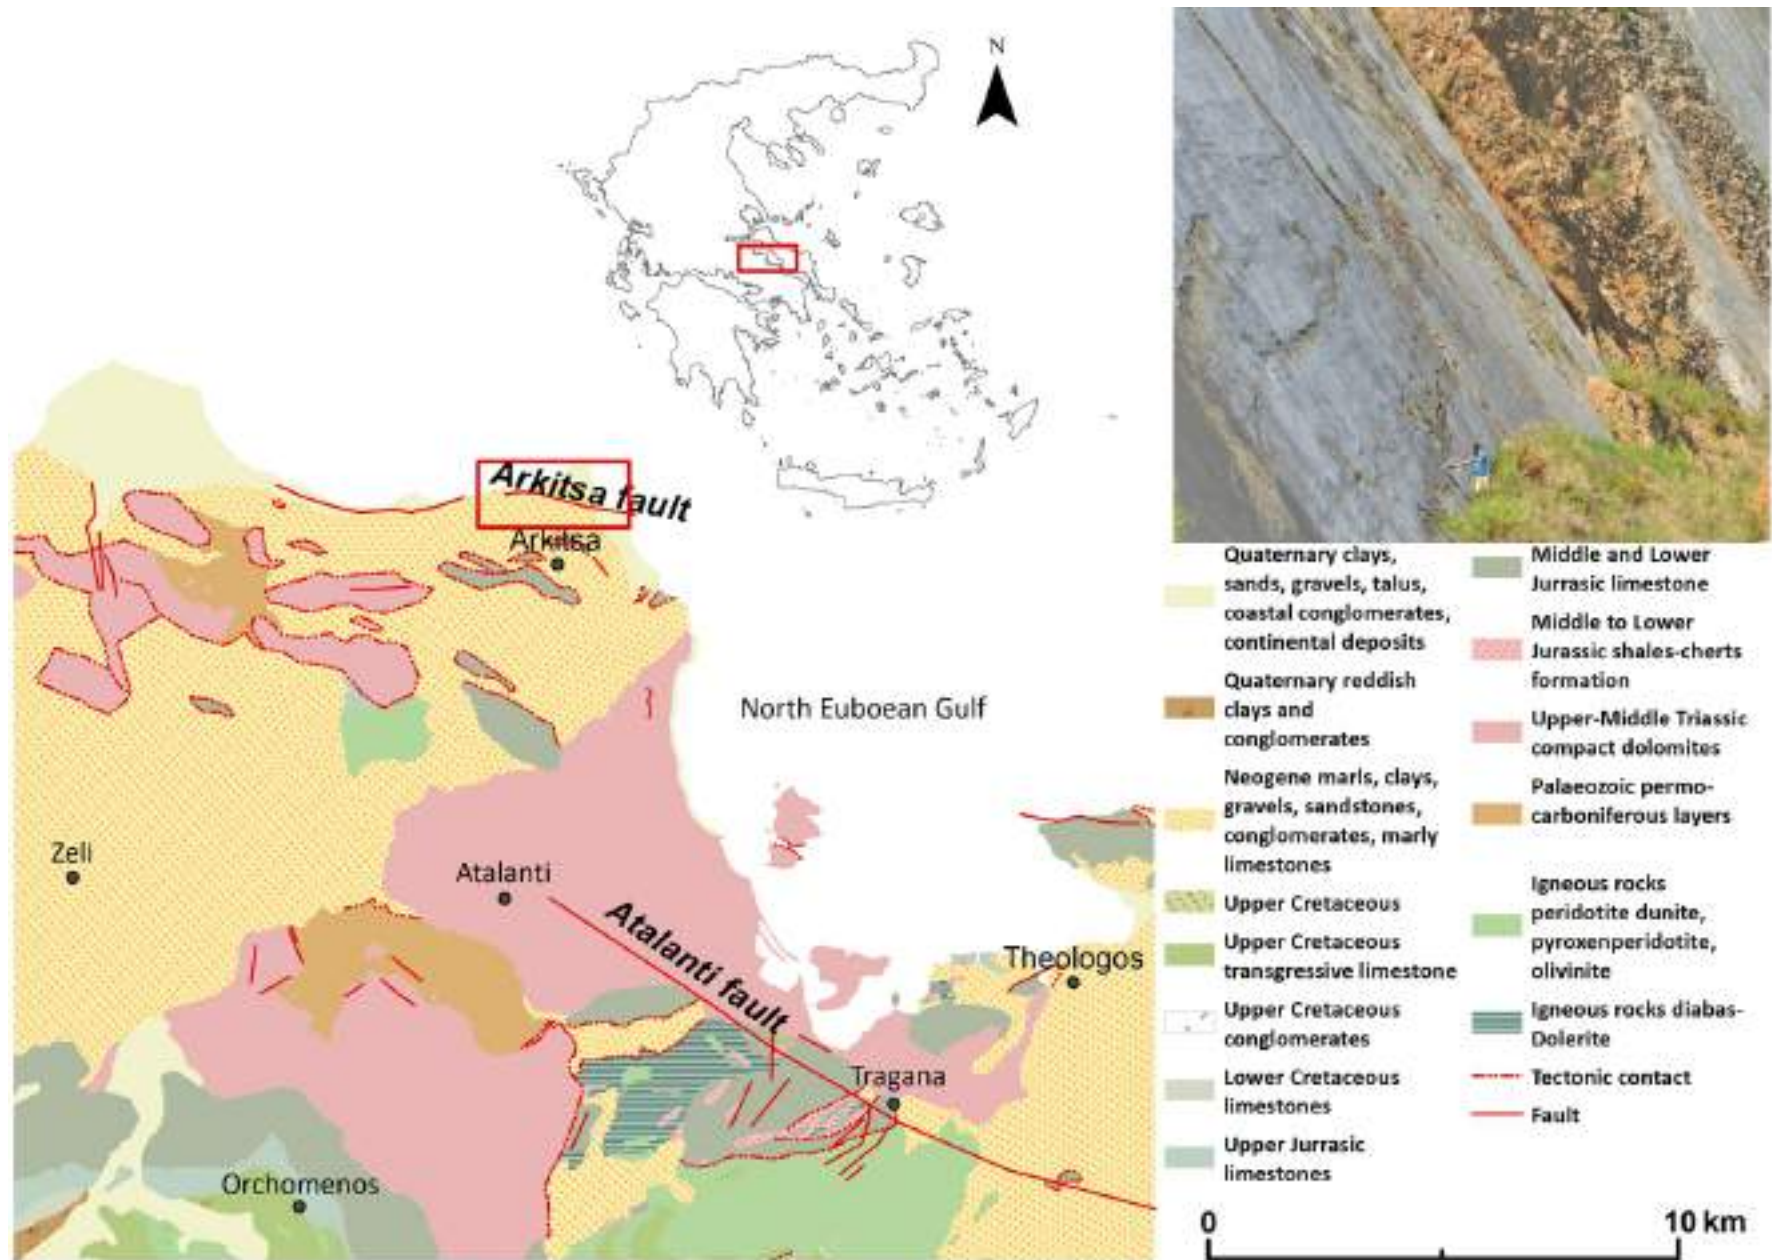 N
Arkitsa fault
Arkitsa
North Euboean Gulf
Zeli
Atalanti
Atalanti fault
Theologos
Tragana
Orchomenos
Quaternary clays,
sands, gravels, talus,
coastal conglomerates,
continental deposits
Quaternary reddish
clays and
conglomerates
Neogene marls, clays,
gravels, sandstones,
conglomerates, marly
limestones
Upper Cretaceous
Upper Cretaceous
transgressive limestone
Upper Cretaceous
conglomerates
Lower Cretaceous
limestones
Upper Jurrasic
limestones
Middle and Lower
Jurrasic limestone
Middle to Lower
Jurassic shales-cherts
formation
Upper-Middle Triassic
compact dolomites
Palaeozoic permo-
carboniferous layers
Igneous rocks
peridotite dunite,
pyroxenperidotite,
olivinite
Igneous rocks diabas-
Dolerite
Tectonic contact
Fault
0 10 km